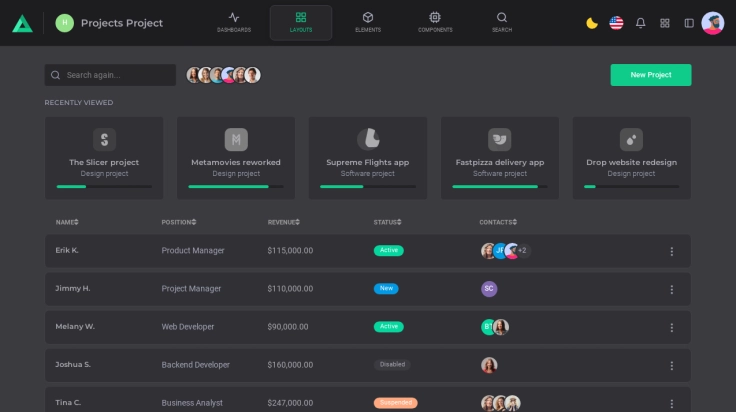 H Projects Project
DASHBOARDS LAYOUTS ELEMENTS COMPONENTS SEARCH
Search again...
New Project
RECENTLY VIEWED
The Slicer project
Design project
Metamovies reworked
Design project
Supreme Flights app
Software project
Fastpizza delivery app
Software project
Drop website redesign
Design project
NAME POSITION REVENUE STATUS CONTACTS
Erik K. Product Manager $115,000.00 Active +2
Jimmy H. Project Manager $110,000.00 New SC
Melany W. Web Developer $90,000.00 Active
Joshua S. Backend Developer $160,000.00 Disabled
Tina C. Business Analyst $247,000.00 Suspended